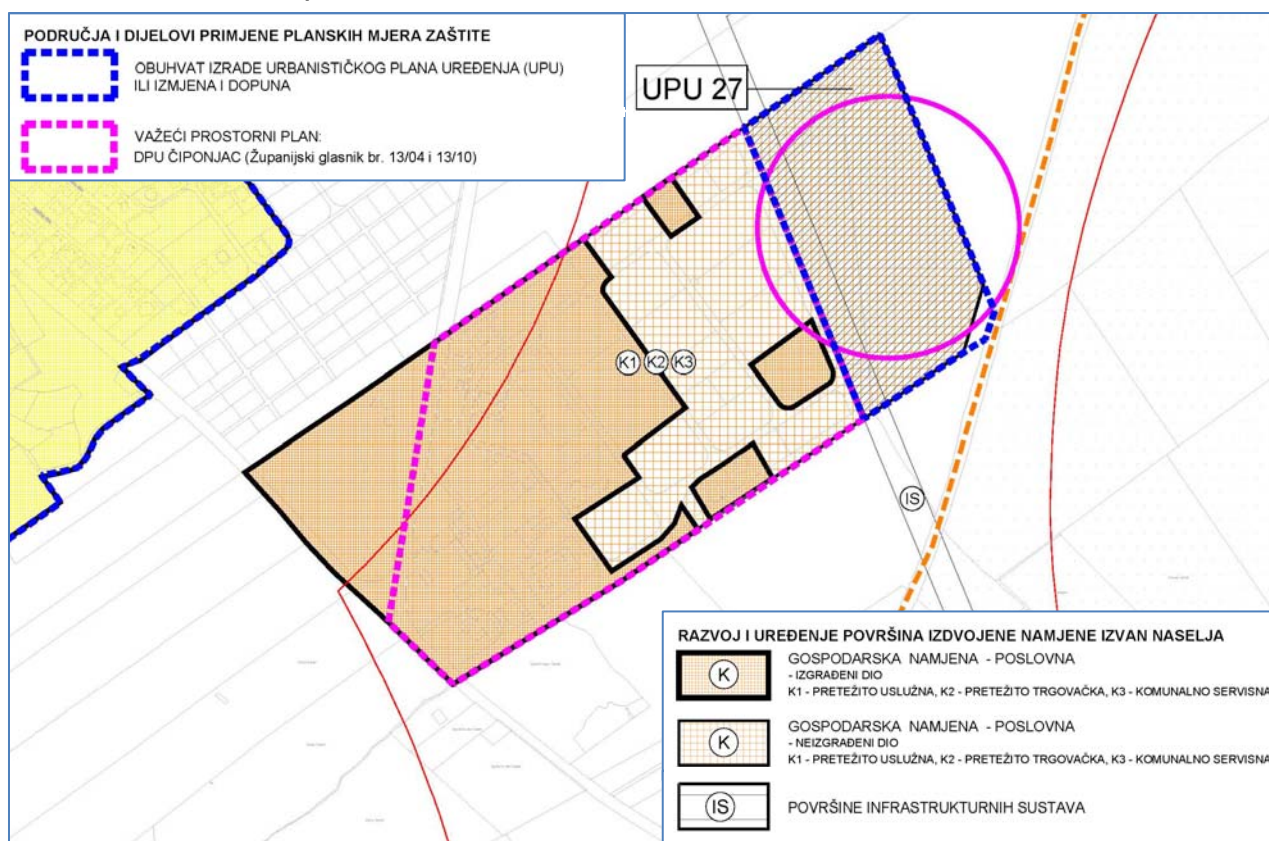 PODRUČJA I DIJELOVI PRIMJENE PLANSKIH MJERA ZAŠTITE
OBUHVAT IZRADE URBANISTIČKOG PLANA UREĐENJA (UPU)
ILI IZMJENA I DOPUNA
VAŽEĆI PROSTORNI PLAN:
DPU ČIPONJAC (Županijski glasnik br. 13/04 i 13/10)
UPU 27
K1 K2 K3
IS
RAZVOJ I UREĐENJE POVRŠINA IZDVOJENE NAMJENE IZVAN NASELJA
K
GOSPODARSKA NAMJENA - POSLOVNA
- IZGRAĐENI DIO
K1 - PRETEŽITO USLUŽNA, K2 - PRETEŽITO TRGOVAČKA, K3 - KOMUNALNO SERVISNA
K
GOSPODARSKA NAMJENA - POSLOVNA
- NEIZGRAĐENI DIO
K1 - PRETEŽITO USLUŽNA, K2 - PRETEŽITO TRGOVAČKA, K3 - KOMUNALNO SERVISNA
IS
POVRŠINE INFRASTRUKTURNIH SUSTAVA